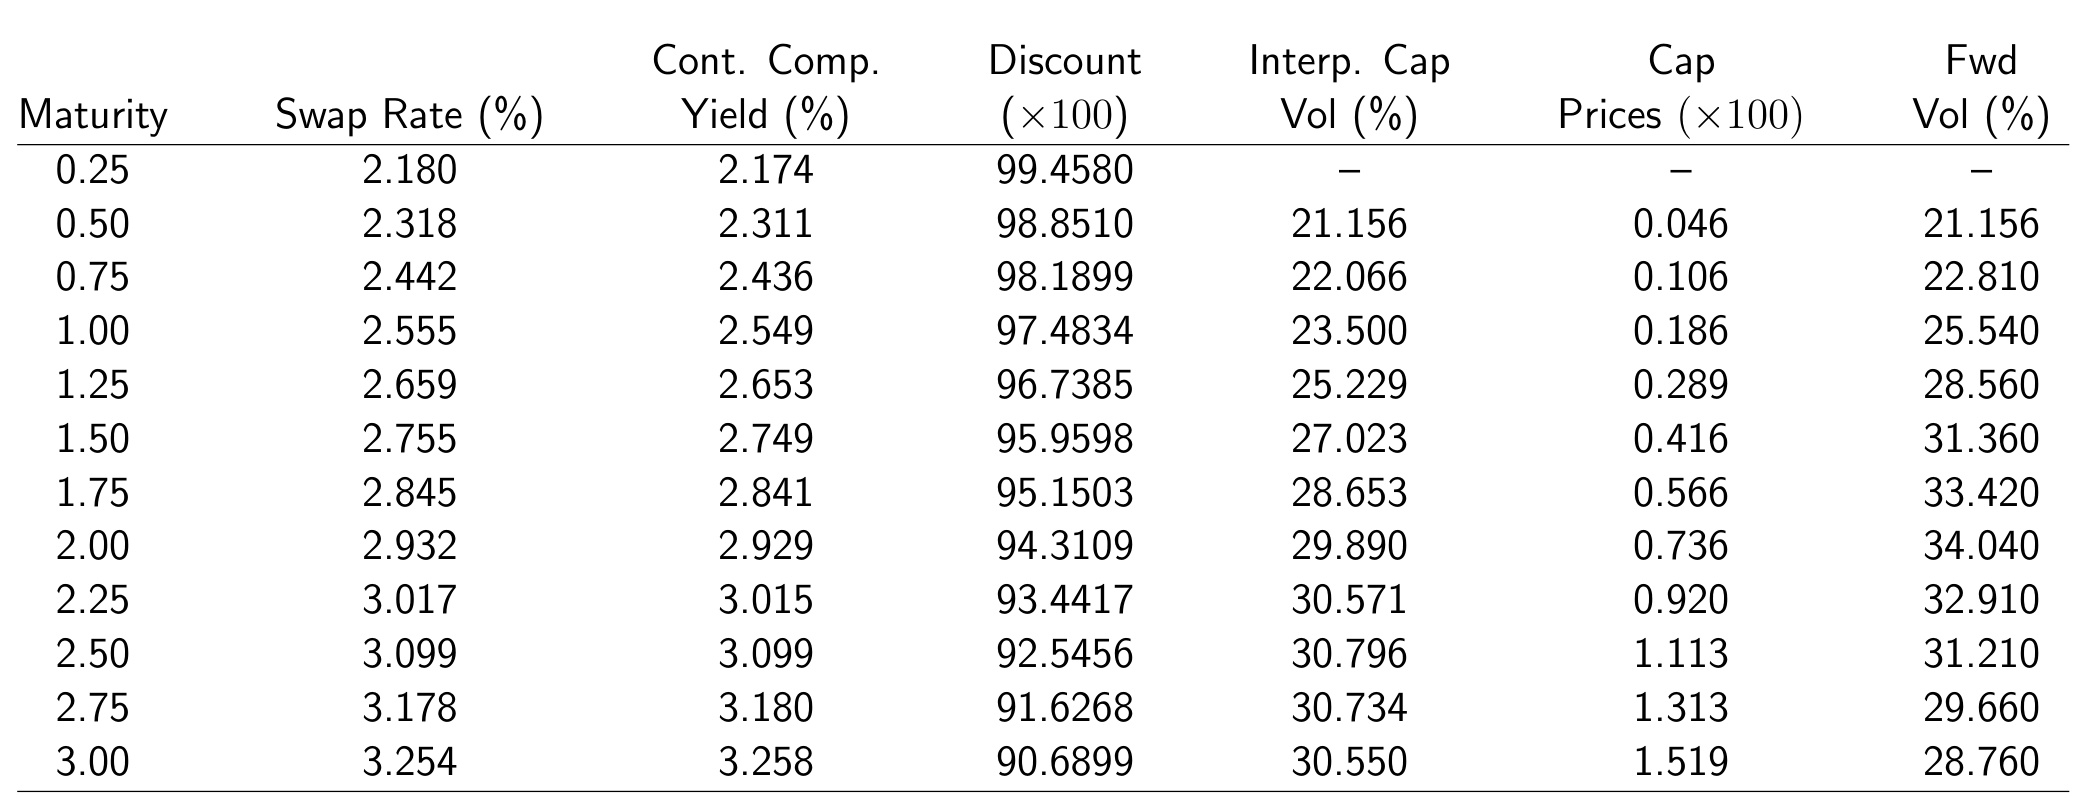 Cont. Comp. Discount Interp. Cap Cap Fwd
Maturity Swap Rate (%) Yield (%) (×100) Vol (%) Prices (×100) Vol (%)
0.25 2.180 2.174 99.4580 – – –
0.50 2.318 2.311 98.8510 21.156 0.046 21.156
0.75 2.442 2.436 98.1899 22.066 0.106 22.810
1.00 2.555 2.549 97.4834 23.500 0.186 25.540
1.25 2.659 2.653 96.7385 25.229 0.289 28.560
1.50 2.755 2.749 95.9598 27.023 0.416 31.360
1.75 2.845 2.841 95.1503 28.653 0.566 33.420
2.00 2.932 2.929 94.3109 29.890 0.736 34.040
2.25 3.017 3.015 93.4417 30.571 0.920 32.910
2.50 3.099 3.099 92.5456 30.796 1.113 31.210
2.75 3.178 3.180 91.6268 30.734 1.313 29.660
3.00 3.254 3.258 90.6899 30.550 1.519 28.760